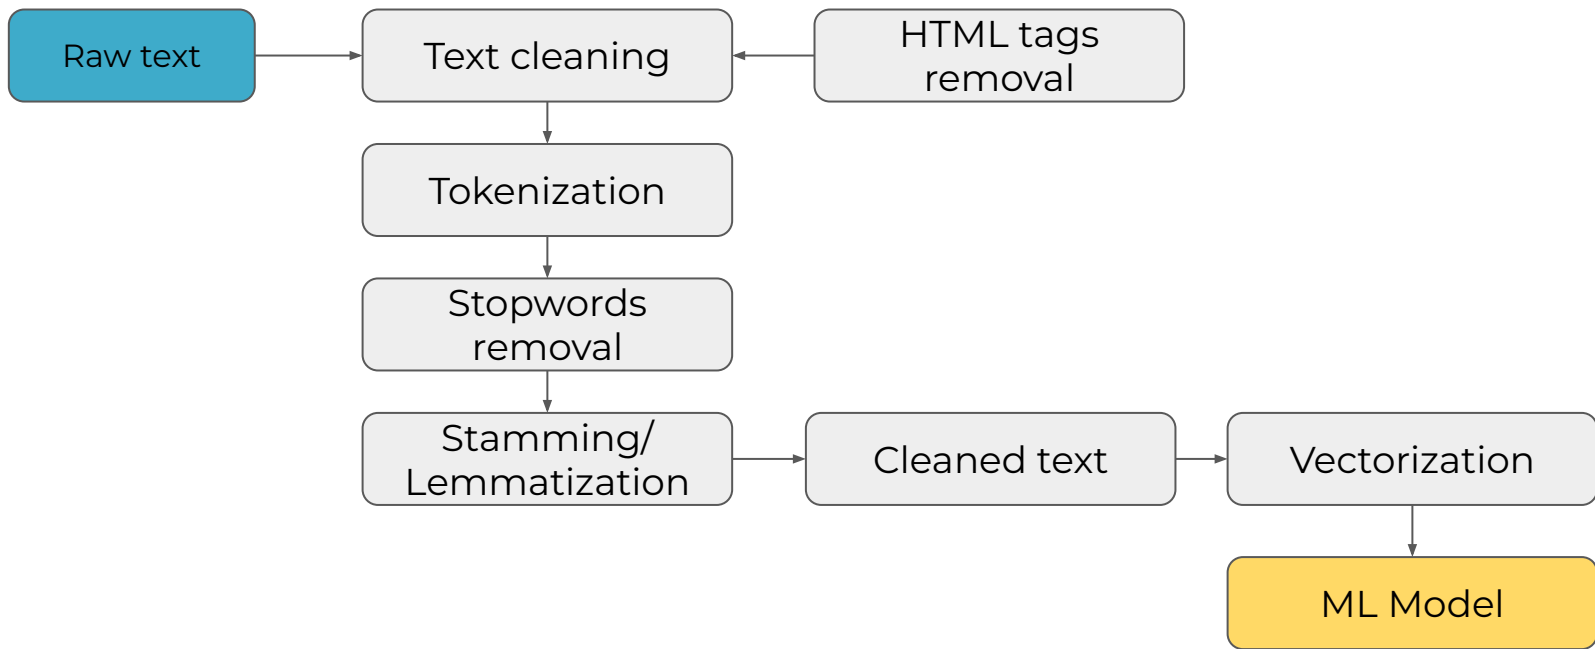 Raw text
Text cleaning
HTML tags
removal
Tokenization
Stopwords
removal
Stamming/
Lemmatization
Cleaned text
Vectorization
ML Model